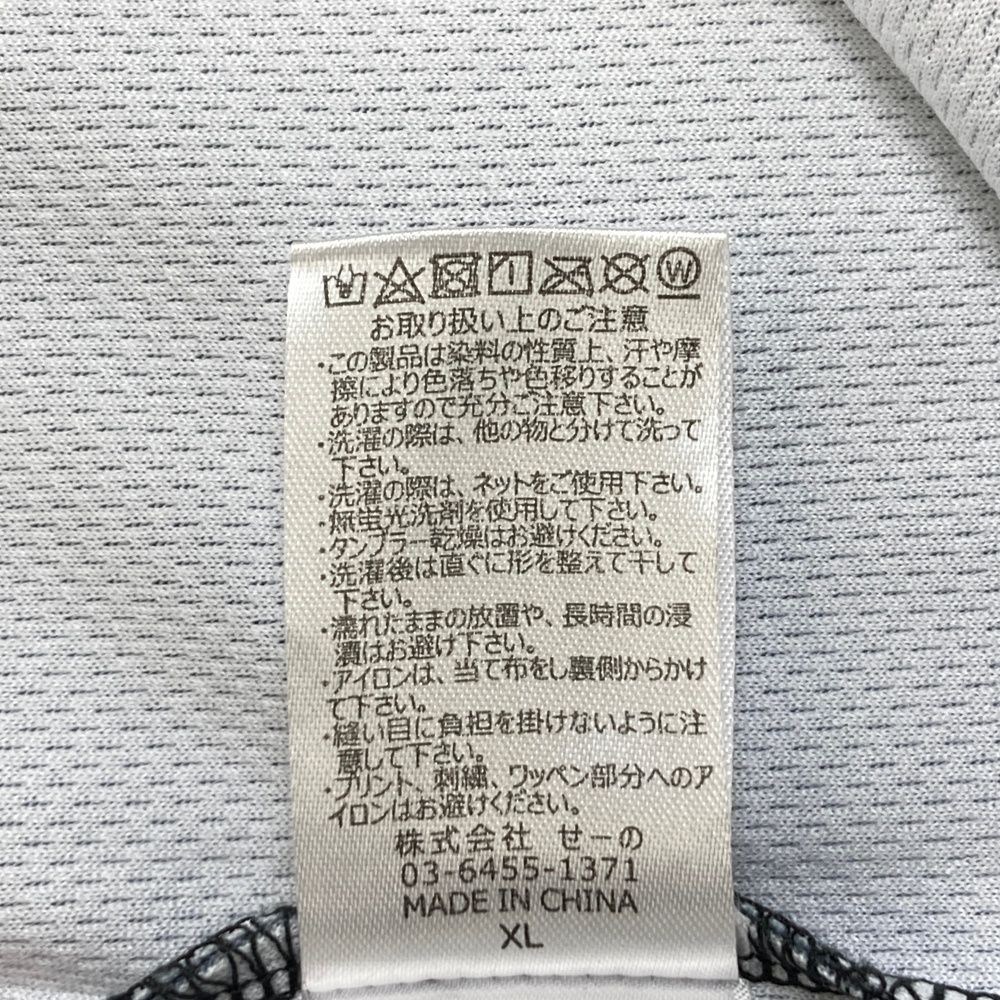 お取り扱い上のご注意
・この製品は染料の性質上、汗や摩
擦により色落ちや色移りすることが
ありますので充分ご注意下さい。
・洗濯の際は、他の物と分けて洗って
下さい。
・洗濯の際は、ネットをご使用下さい。
・無蛍光洗剤を使用して下さい。
・タンブラー乾燥はお避けください。
・洗濯後は直ぐに形を整えて干して
下さい。
・濡れたままの放置や、長時間の浸
漬はお避け下さい。
・アイロンは、当て布をし裏側からかけ
て下さい。
・縫い目に負担を掛けないように注
意して下さい。
・プリント、刺繍、ワッペン部分へのア
イロンはお避けください。
株式会社 せーの
03-6455-1371
MADE IN CHINA
XL